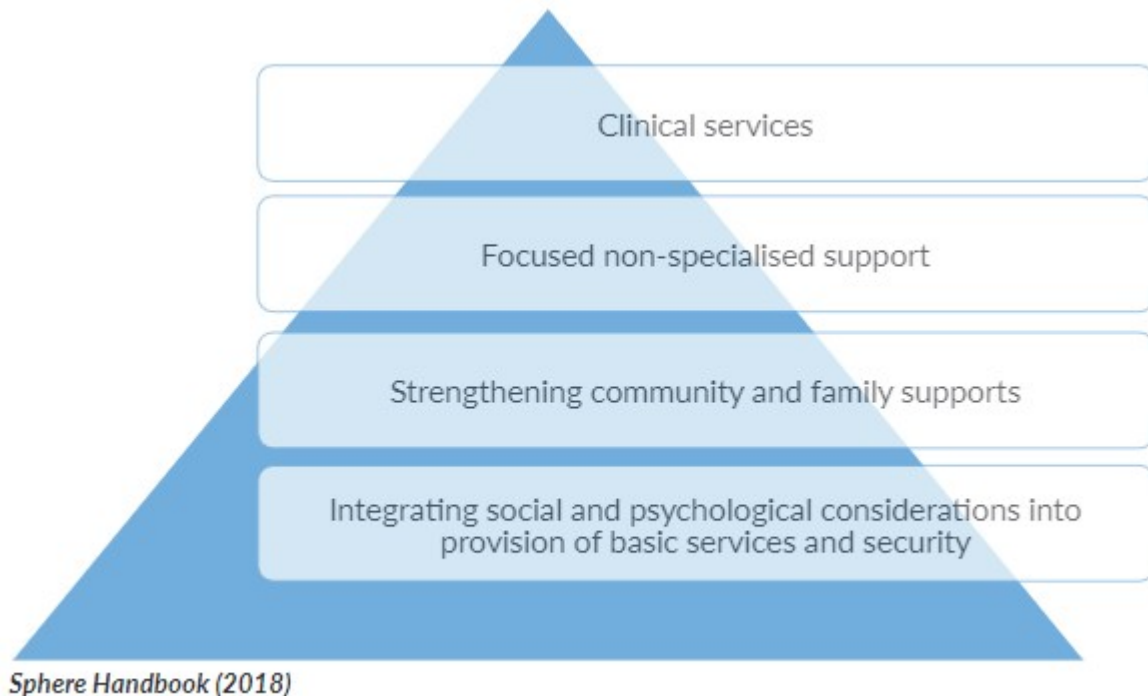 Clinical services
Focused non-specialised support
Strengthening community and family supports
Integrating social and psychological considerations into
provision of basic services and security
Sphere Handbook (2018)